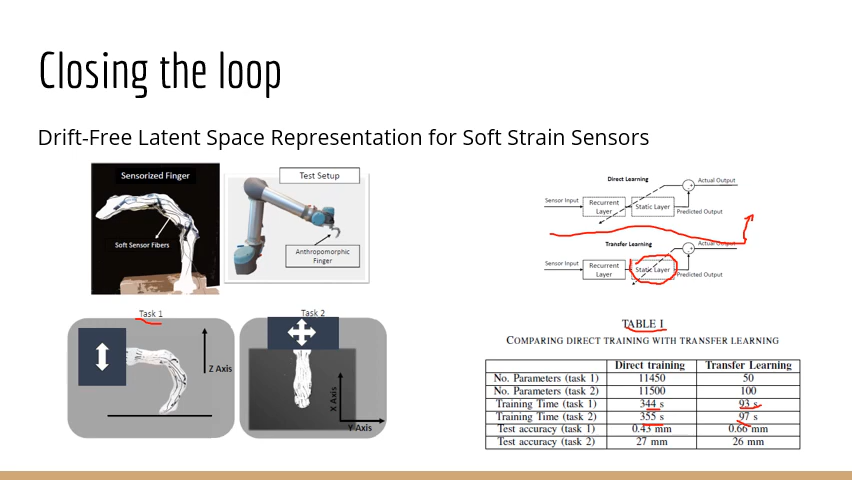 Closing the loop
Drift-Free Latent Space Representation for Soft Strain Sensors
Sensorized Finger
Soft Sensor Fibers
Test Setup
Anthropomorphic
Finger
Task 1
Z Axis
Task 2
X Axis
Y Axis
Direct Learning
Actual Output
Sensor Input
Recurrent
Layer
Static Layer
Predicted Output
Transfer Learning
Actual Output
Sensor Input
Recurrent
Layer
Static Layer
Predicted Output
TABLE I
COMPARING DIRECT TRAINING WITH TRANSFER LEARNING
Direct training Transfer Learning
No. Parameters (task 1) 11450 50
No. Parameters (task 2) 11500 100
Training Time (task 1) 344 s 93 s
Training Time (task 2) 355 s 97 s
Test accuracy (task 1) 0.43 mm 0.66 mm
Test accuracy (task 2) 27 mm 26 mm